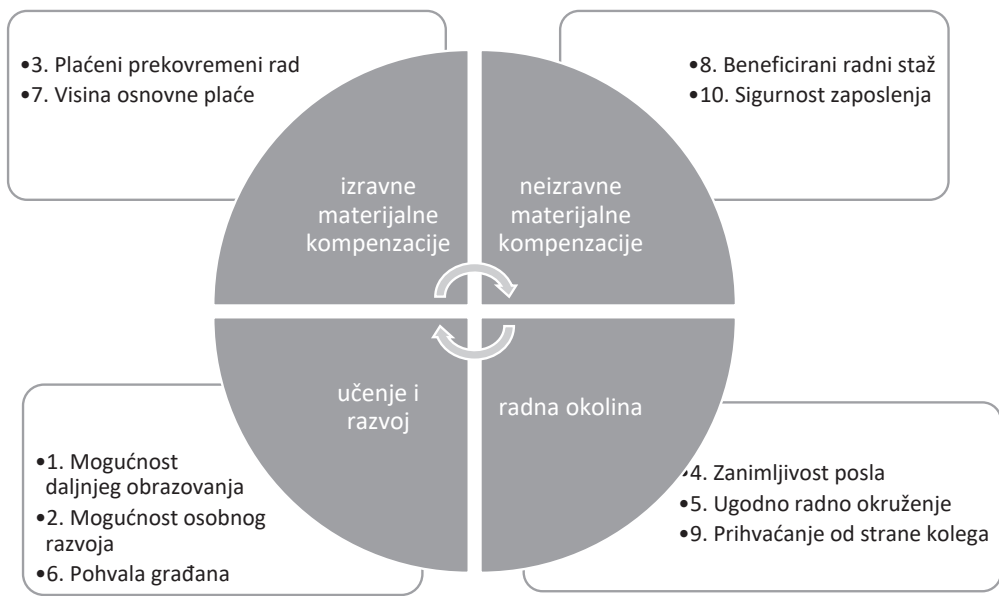 •3. Plaćeni prekovremeni rad
•7. Visina osnovne plaće
•8. Beneficirani radni staž
•10. Sigurnost zaposlenja
izravne
materijalne
kompenzacije
neizravne
materijalne
kompenzacije
učenje i
razvoj
radna okolina
•1. Mogućnost
daljnjeg obrazovanja
•2. Mogućnost osobnog
razvoja
•6. Pohvala građana
•4. Zanimljivost posla
•5. Ugodno radno okruženje
•9. Prihvaćanje od strane kolega